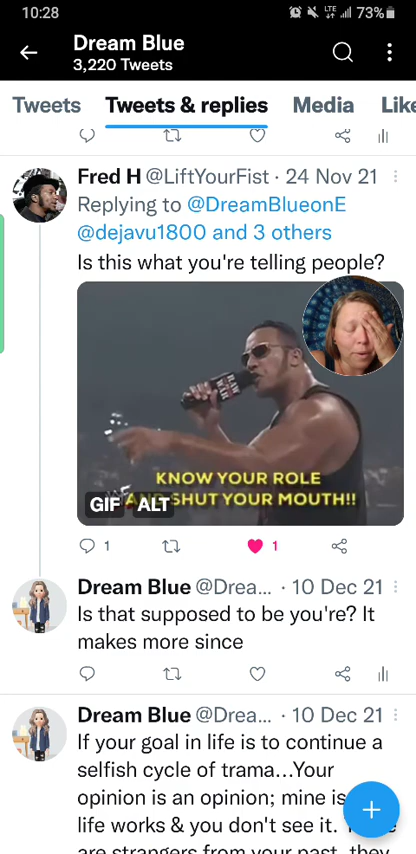 10:28 LTE 73%
Dream Blue
3,220 Tweets
Tweets Tweets & replies Media Like
Fred H @LiftYourFist · 24 Nov 21
Replying to @DreamBlueonE
@dejavu1800 and 3 others
Is this what you're telling people?
RAW WAR
KNOW YOUR ROLE
AND SHUT YOUR MOUTH!!
GIF ALT
1 1
Dream Blue @Drea... · 10 Dec 21
Is that supposed to be you're? It
makes more since
Dream Blue @Drea... · 10 Dec 21
If your goal in life is to continue a
selfish cycle of trama...Your
opinion is an opinion; mine is
life works & you don't see it.
are strangers from your past, they